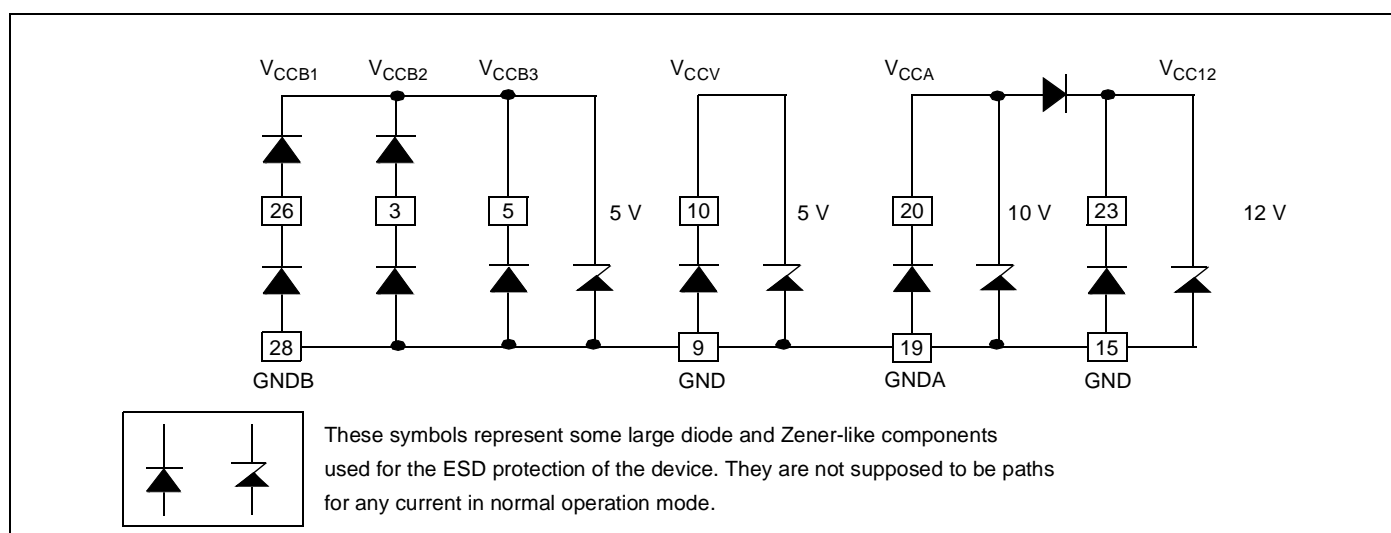 VCCB1 VCCB2 VCCB3 VCCV VCCA VCC12
26 3 5 5 V 10 5 V 20 10 V 23 12 V
28 9 19 15
GNDB GND GNDA GND
These symbols represent some large diode and Zener-like components
used for the ESD protection of the device. They are not supposed to be paths
for any current in normal operation mode.